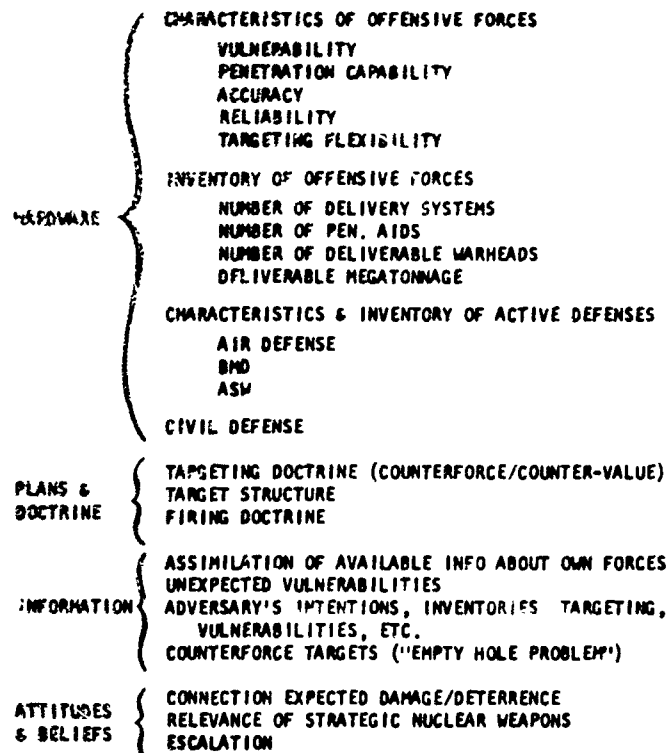 CHARACTERISTICS OF OFFENSIVE FORCES
VULNERABILITY
PENETRATION CAPABILITY
ACCURACY
RELIABILITY
TARGETING FLEXIBILITY
HARDWARE
INVENTORY OF OFFENSIVE FORCES
NUMBER OF DELIVERY SYSTEMS
NUMBER OF PEN. AIDS
NUMBER OF DELIVERABLE WARHEADS
DELIVERABLE MEGATONNAGE
CHARACTERISTICS & INVENTORY OF ACTIVE DEFENSES
AIR DEFENSE
BMD
ASW
CIVIL DEFENSE
PLANS &
DOCTRINE
TARGETING DOCTRINE (COUNTERFORCE/COUNTER-VALUE)
TARGET STRUCTURE
FIRING DOCTRINE
INFORMATION
ASSIMILATION OF AVAILABLE INFO ABOUT OWN FORCES
UNEXPECTED VULNERABILITIES
ADVERSARY'S INTENTIONS, INVENTORIES TARGETING,
VULNERABILITIES, ETC.
COUNTERFORCE TARGETS ("EMPTY HOLE PROBLEM")
ATTITUDES
& BELIEFS
CONNECTION EXPECTED DAMAGE/DETERRENCE
RELEVANCE OF STRATEGIC NUCLEAR WEAPONS
ESCALATION